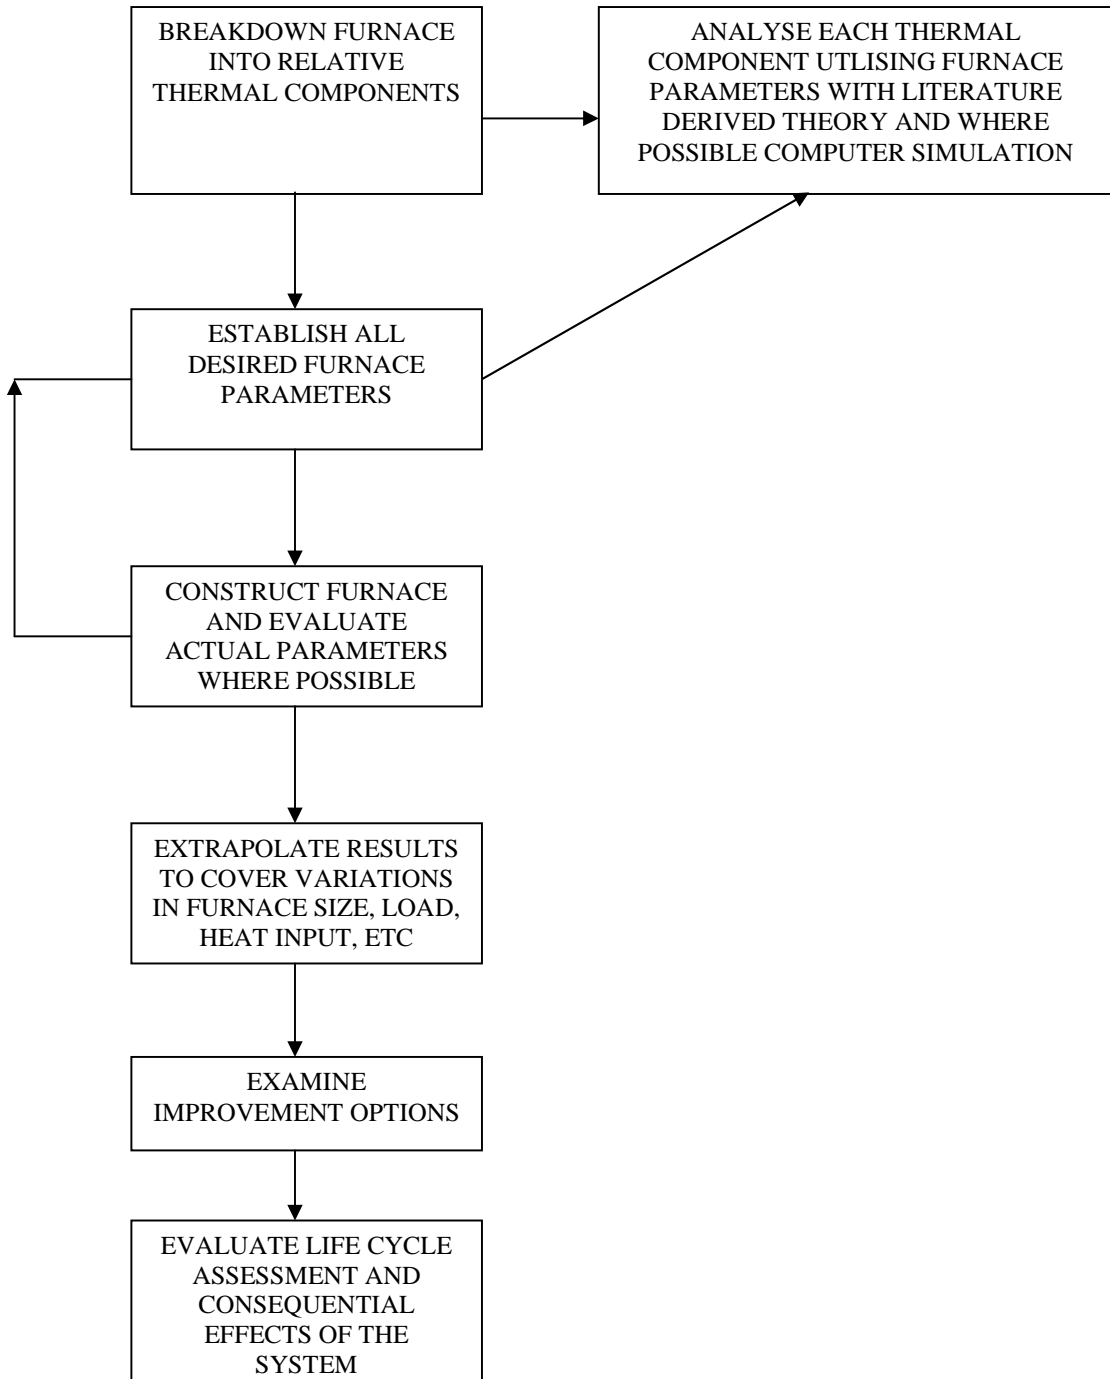 BREAKDOWN FURNACE
INTO RELATIVE
THERMAL COMPONENTS
ANALYSE EACH THERMAL
COMPONENT UTLISING FURNACE
PARAMETERS WITH LITERATURE
DERIVED THEORY AND WHERE
POSSIBLE COMPUTER SIMULATION
ESTABLISH ALL
DESIRED FURNACE
PARAMETERS
CONSTRUCT FURNACE
AND EVALUATE
ACTUAL PARAMETERS
WHERE POSSIBLE
EXTRAPOLATE RESULTS
TO COVER VARIATIONS
IN FURNACE SIZE, LOAD,
HEAT INPUT, ETC
EXAMINE
IMPROVEMENT OPTIONS
EVALUATE LIFE CYCLE
ASSESSMENT AND
CONSEQUENTIAL
EFFECTS OF THE
SYSTEM